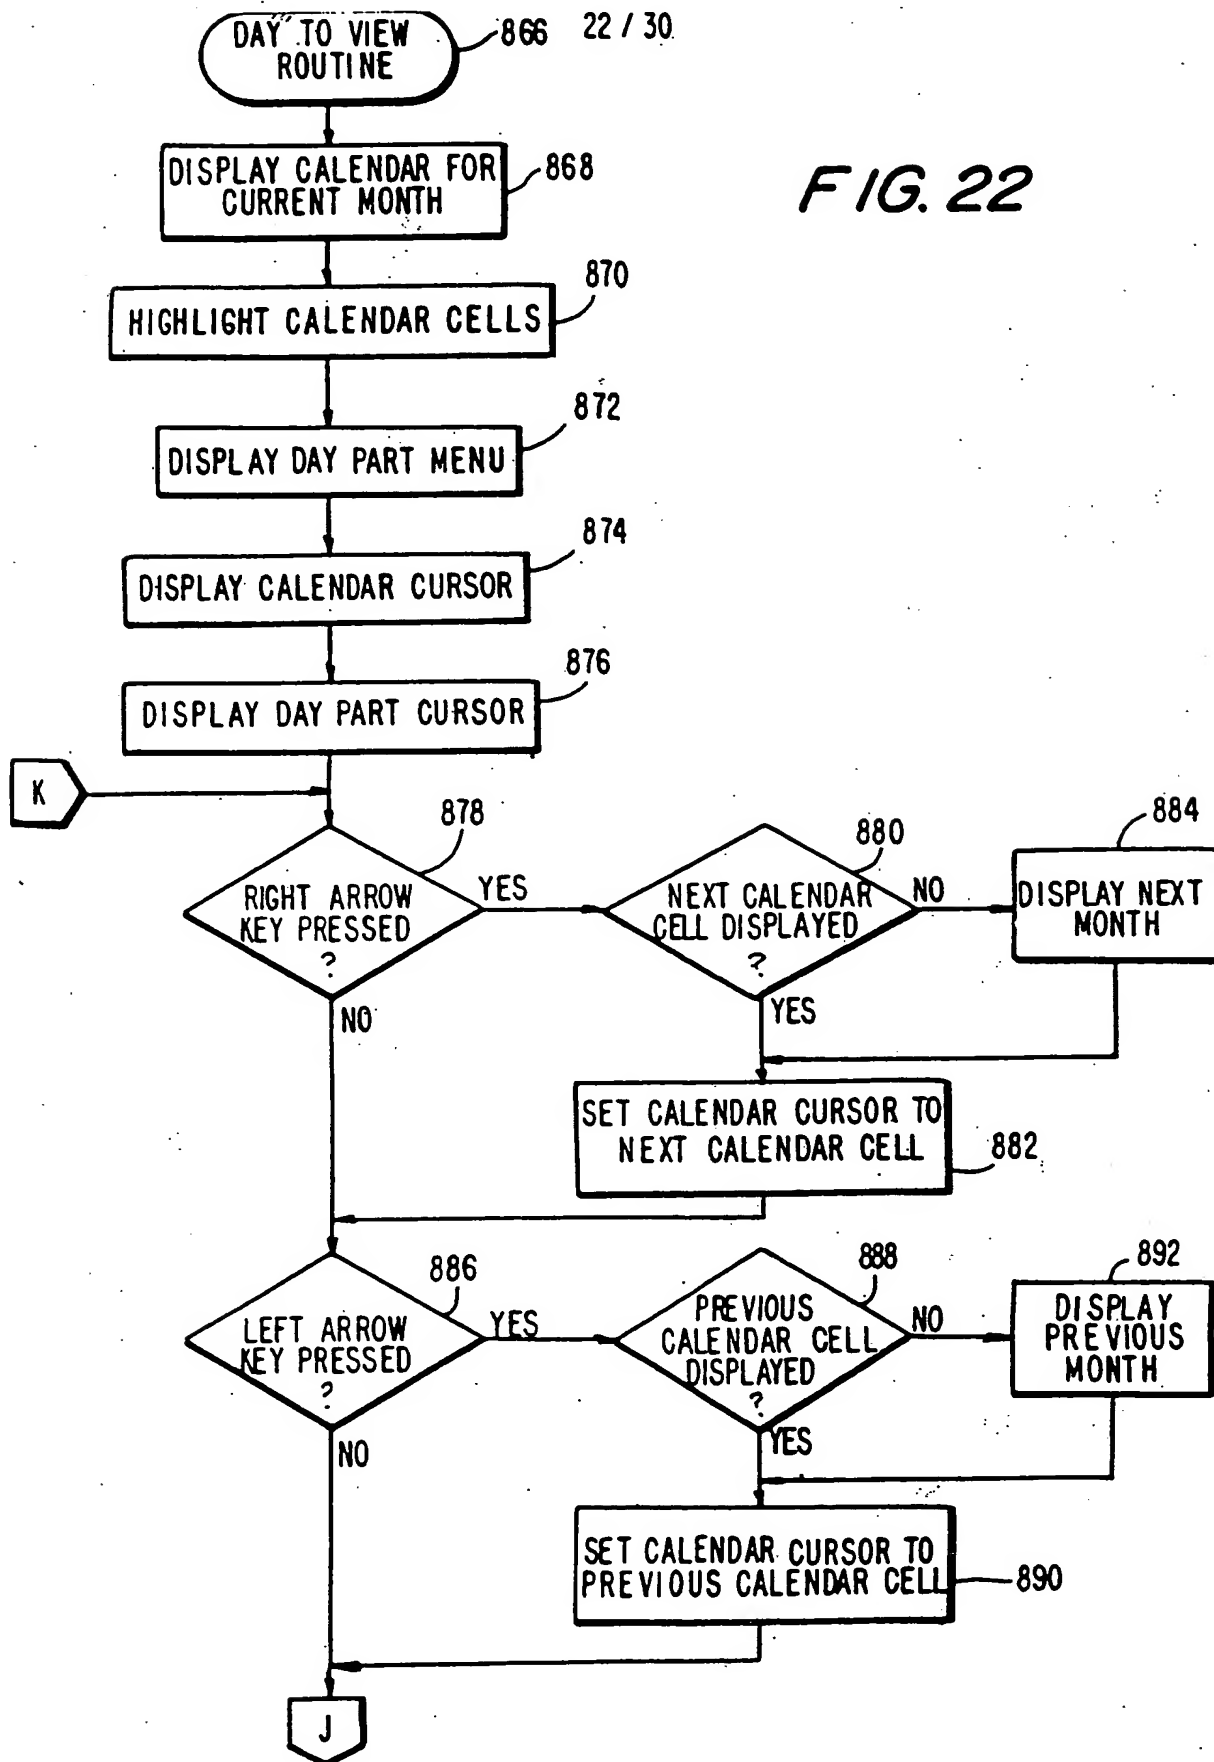 DAY TO VIEW
ROUTINE
866
22 / 30
DISPLAY CALENDAR FOR
CURRENT MONTH
868
FIG. 22
870
HIGHLIGHT CALENDAR CELLS
872
DISPLAY DAY PART MENU
874
DISPLAY CALENDAR CURSOR
876
DISPLAY DAY PART CURSOR
K
878
RIGHT ARROW
KEY PRESSED
?
YES
NO
880
NEXT CALENDAR
CELL DISPLAYED
?
NO
YES
884
DISPLAY NEXT
MONTH
SET CALENDAR CURSOR TO
NEXT CALENDAR CELL
882
886
LEFT ARROW
KEY PRESSED
?
YES
NO
888
PREVIOUS
CALENDAR CELL
DISPLAYED
?
NO
YES
892
DISPLAY
PREVIOUS
MONTH
SET CALENDAR CURSOR TO
PREVIOUS CALENDAR CELL
890
J